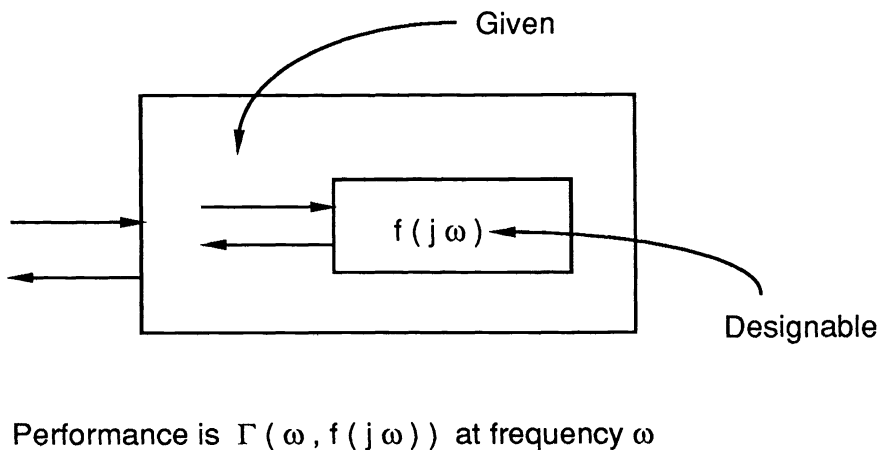 Given
f ( j ω )
Designable
Performance is Γ ( ω , f ( j ω ) ) at frequency ω